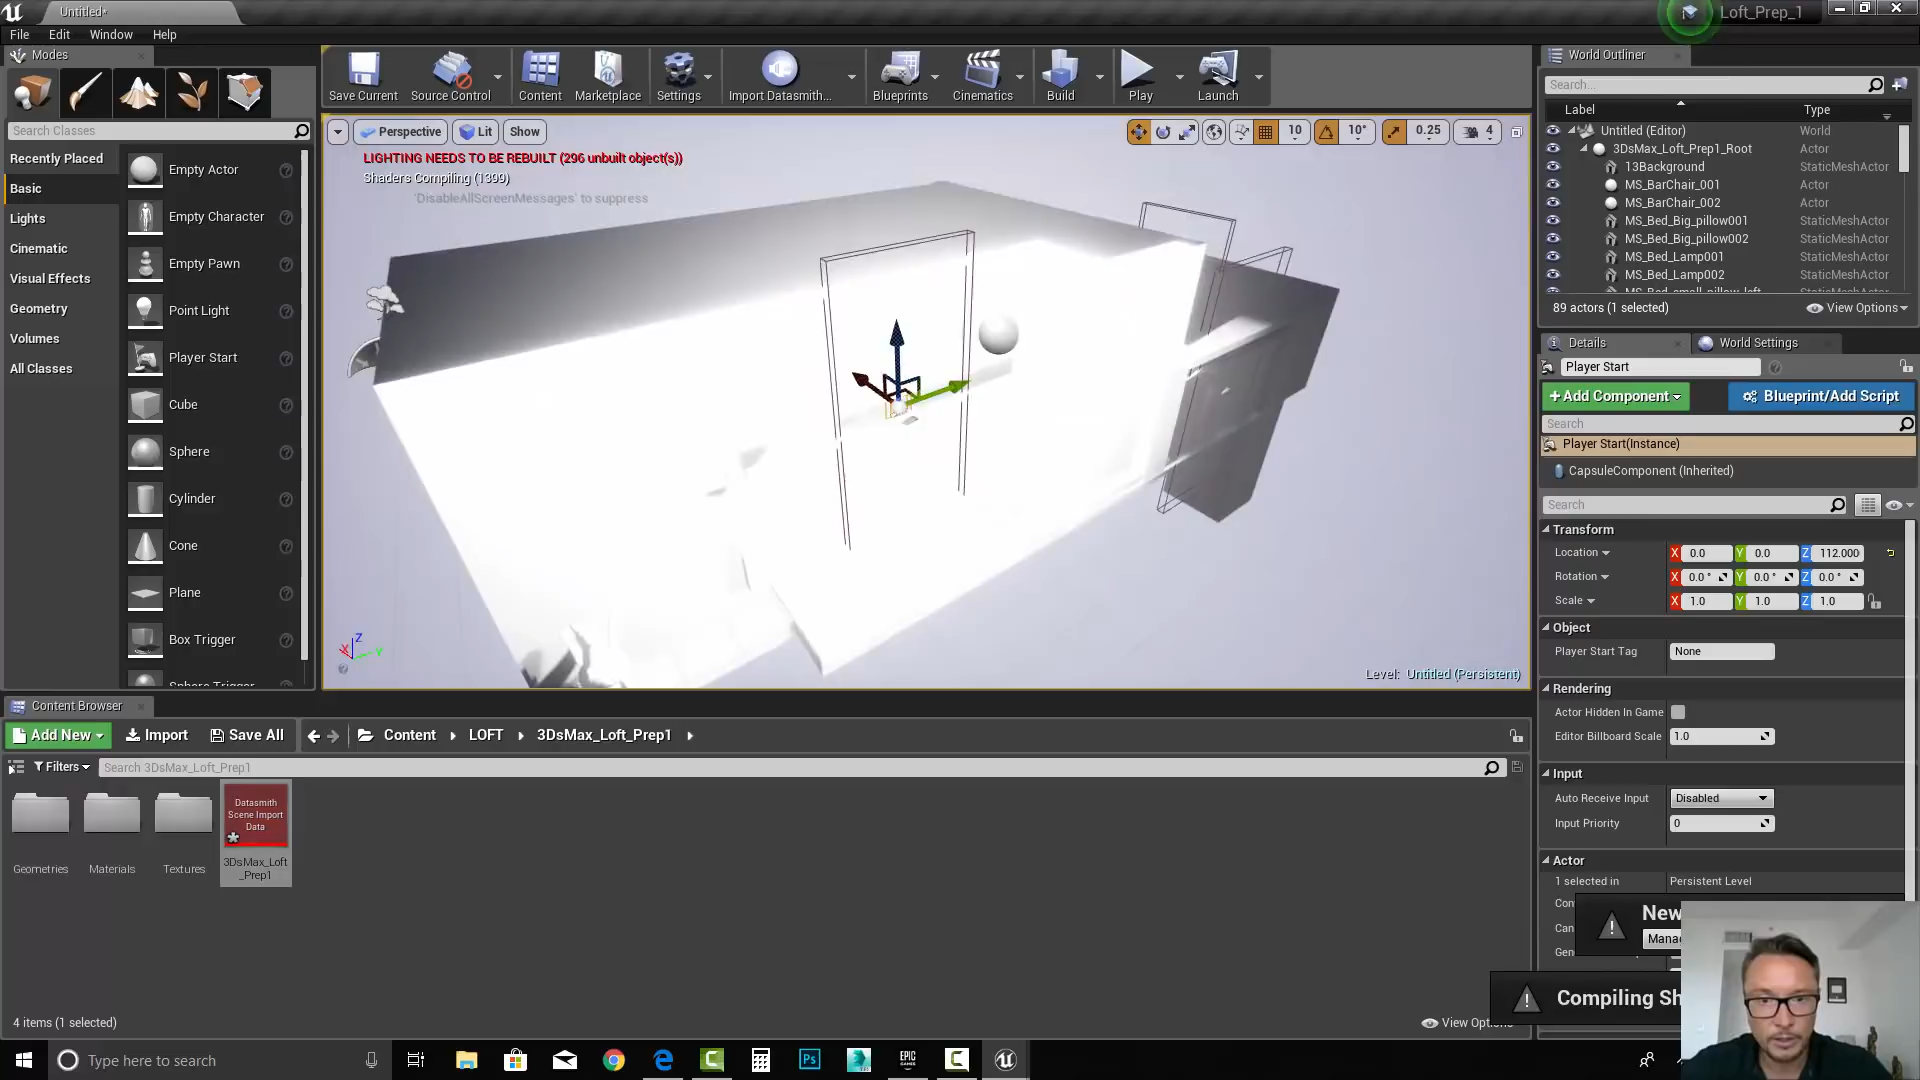 Untitled*
Loft_Prep_1
File Edit Window Help
Modes
Search Classes
Recently Placed
Basic
Lights
Cinematic
Visual Effects
Geometry
Volumes
All Classes
Empty Actor
Empty Character
Empty Pawn
Point Light
Player Start
Cube
Sphere
Cylinder
Cone
Plane
Box Trigger
Sphere Trigger
Save Current
Source Control
Content
Marketplace
Settings
Import Datasmith...
Blueprints
Cinematics
Build
Play
Launch
Perspective Lit Show
10 10° 0.25 4
LIGHTING NEEDS TO BE REBUILT (296 unbuilt object(s))
Shaders Compiling (1399)
'DisableAllScreenMessages' to suppress
Z
X Y
Level: Untitled (Persistent)
World Outliner
Search...
Label Type
Untitled (Editor) World
3DsMax_Loft_Prep1_Root Actor
13Background StaticMeshActor
MS_BarChair_001 Actor
MS_BarChair_002 Actor
MS_Bed_Big_pillow001 StaticMeshActor
MS_Bed_Big_pillow002 StaticMeshActor
MS_Bed_Lamp001 StaticMeshActor
MS_Bed_Lamp002 StaticMeshActor
MS_Bed_small_pillow_left
89 actors (1 selected) View Options
Details World Settings
Player Start
+Add Component Blueprint/Add Script
Search
Player Start(Instance)
CapsuleComponent (Inherited)
Search
Transform
Location X 0.0 Y 0.0 Z 112.000
Rotation X 0.0 ° Y 0.0 ° Z 0.0 °
Scale X 1.0 Y 1.0 Z 1.0
Object
Player Start Tag None
Rendering
Actor Hidden In Game
Editor Billboard Scale 1.0
Input
Auto Receive Input Disabled
Input Priority 0
Actor
1 selected in Persistent Level
Con
Can
Gen
New
Mana
Compiling Sh
Content Browser
Add New Import Save All Content LOFT 3DsMax_Loft_Prep1
Filters Search 3DsMax_Loft_Prep1
Datasmith
Scene Import
Data
Geometries
Materials
Textures
3DsMax_Loft
_Prep1
4 items (1 selected)
View Options
Type here to search
Ps
EPIC
GAMES